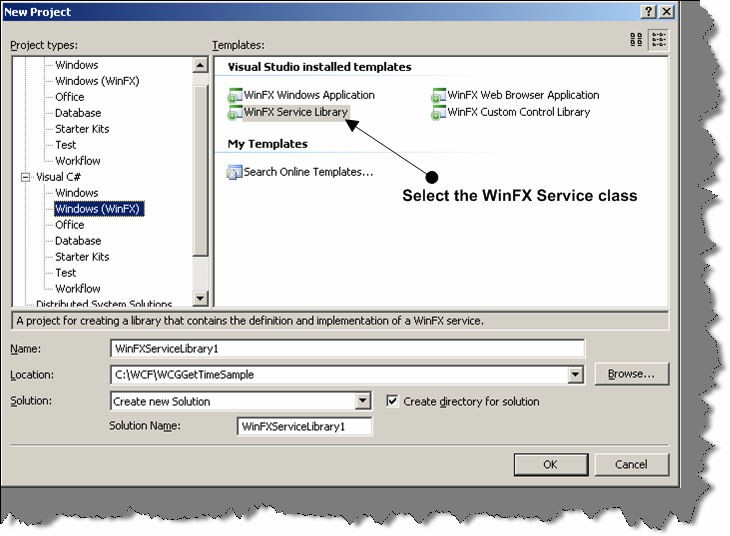 New Project
Project types:
Templates:
Windows
Windows (WinFX)
Office
Database
Starter Kits
Test
Workflow
Visual C#
Windows
Windows (WinFX)
Office
Database
Starter Kits
Test
Workflow
Distributed System Solutions
Visual Studio installed templates
WinFX Windows Application
WinFX Web Browser Application
WinFX Service Library
WinFX Custom Control Library
My Templates
Search Online Templates...
Select the WinFX Service class
A project for creating a library that contains the definition and implementation of a WinFX service.
Name:
WinFXServiceLibrary1
Location:
C:\WCF\WCGGetTimeSample
Browse...
Solution:
Create new Solution
Create directory for solution
Solution Name:
WinFXServiceLibrary1
OK
Cancel